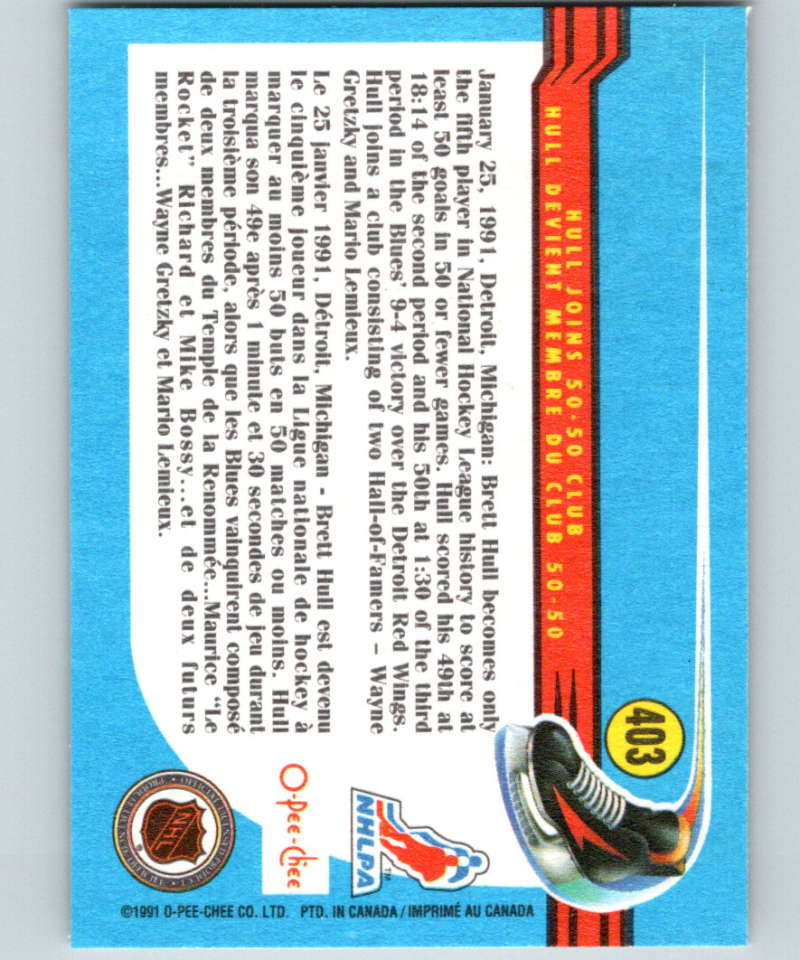 403
HULL JOINS 50-50 CLUB
HULL DEVIENT MEMBRE DU CLUB 50-50
January 25, 1991, Detroit, Michigan: Brett Hull becomes only
the fifth player in National Hockey League history to score at
least 50 goals in 50 or fewer games. Hull scored his 49th at
18:14 of the second period and his 50th at 1:30 of the third
period in the Blues' 9-4 victory over the Detroit Red Wings.
Hull joins a club consisting of two Hall-of-Famers – Wayne
Gretzky and Mario Lemieux.
Le 25 janvier 1991, Détroit, Michigan - Brett Hull est devenu
le cinquième joueur dans la Ligue nationale de hockey à
marquer au moins 50 buts en 50 matches ou moins. Hull
marqua son 49e après 1 minute et 30 secondes de jeu durant
la troisième période, alors que les Blues vainquirent composé
de deux membres du Temple de la Renommée...Maurice "Le
Rocket" Richard et Mike Bossy...et de deux futurs
membres...Wayne Gretzky et Mario Lemieux.
NHLPA
TM
O-Pee-Chee
NHL
©1991 O-PEE-CHEE CO. LTD. PTD. IN CANADA / IMPRIMÉ AU CANADA